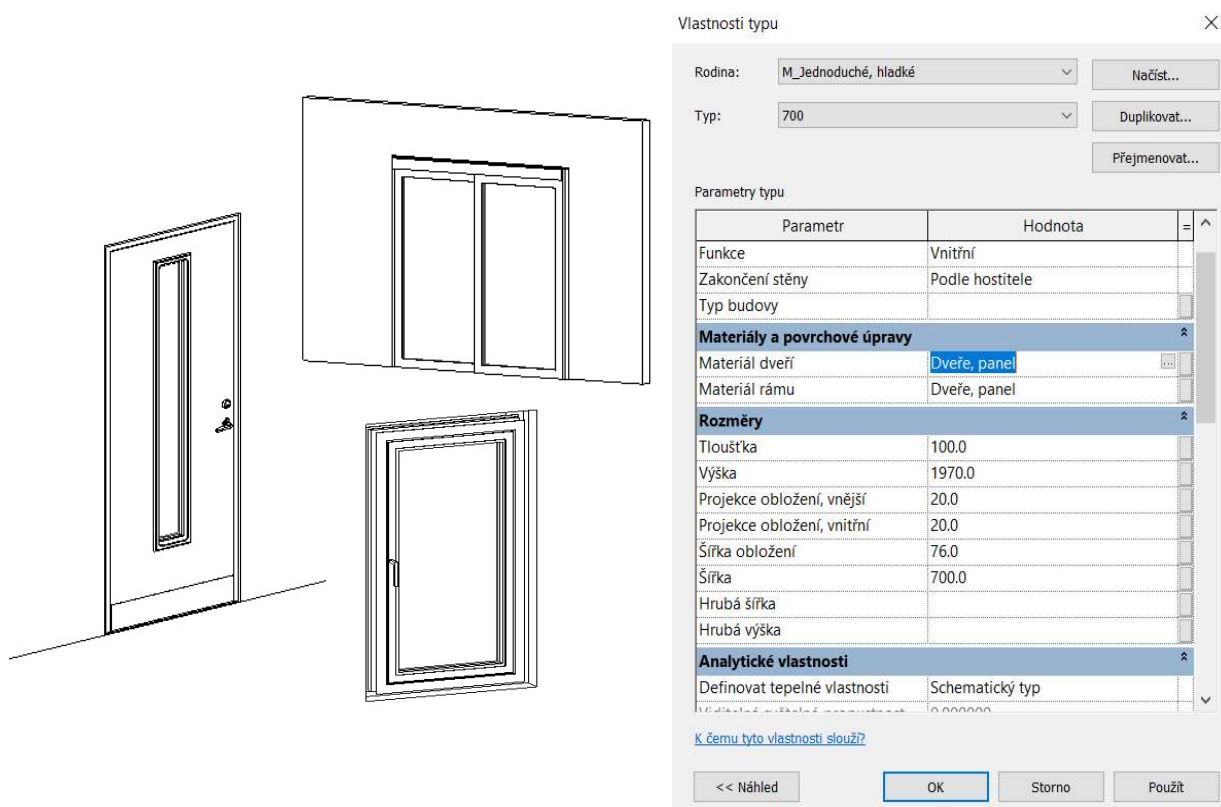 Vlastnosti typu
Rodina: M_Jednoduché, hladké Načíst...
Typ: 700 Duplikovat...
Přejmenovat...
Parametry typu
Parametr Hodnota =
Funkce Vnitřní
Zakončení stěny Podle hostitele
Typ budovy
Materiály a povrchové úpravy
Materiál dveří Dveře, panel ...
Materiál rámu Dveře, panel
Rozměry
Tloušťka 100.0
Výška 1970.0
Projekce obložení, vnější 20.0
Projekce obložení, vnitřní 20.0
Šířka obložení 76.0
Šířka 700.0
Hrubá šířka
Hrubá výška
Analytické vlastnosti
Definovat tepelné vlastnosti Schematický typ
K čemu tyto vlastnosti slouží?
<< Náhled OK Storno Použít